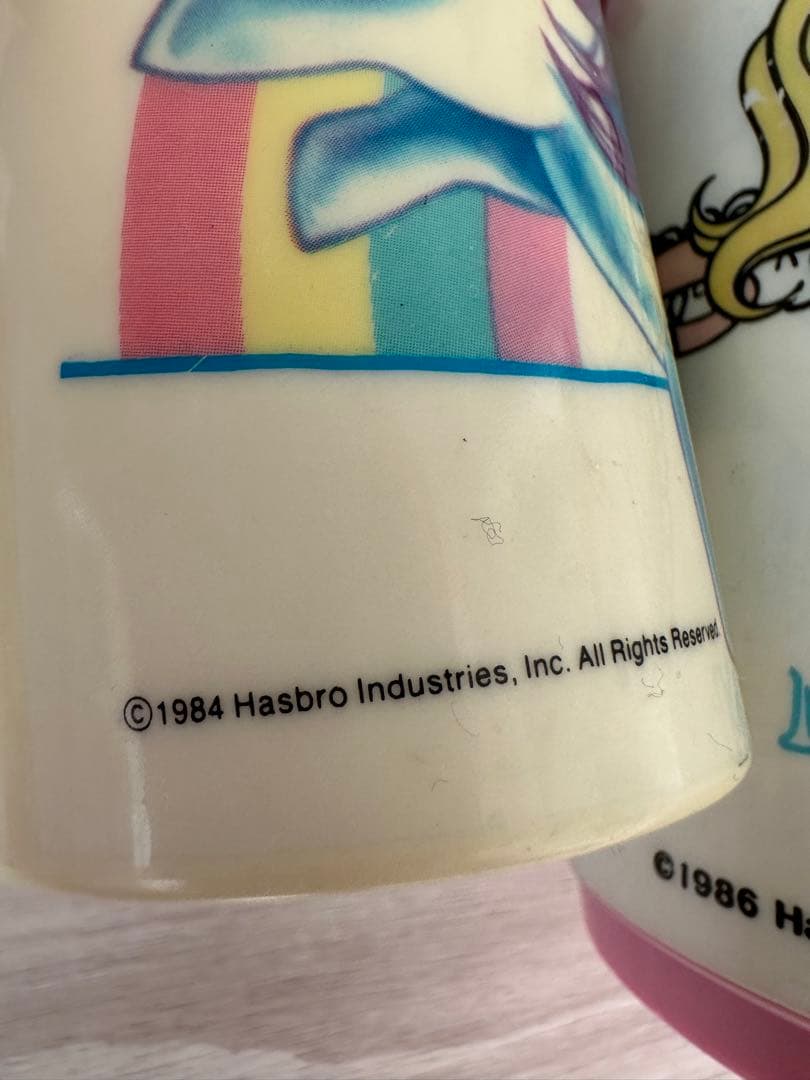 ©1984 Hasbro Industries, Inc. All Rights Reserved.
©1986 Ha